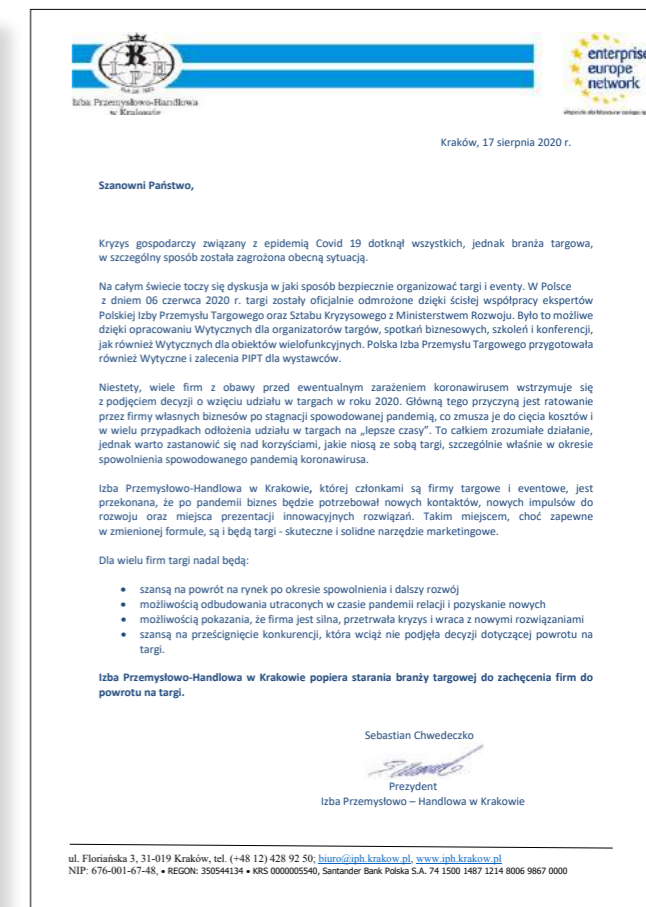 K
I P H
Izba Przemysłowo-Handlowa
w Krakowie
enterprise
europe
network
Kraków, 17 sierpnia 2020 r.
Szanowni Państwo,
Kryzys gospodarczy związany z epidemią Covid 19 dotknął wszystkich, jednak branża targowa,
w szczególny sposób została zagrożona obecną sytuacją.
Na całym świecie toczy się dyskusja w jaki sposób bezpiecznie organizować targi i eventy. W Polsce
z dniem 06 czerwca 2020 r. targi zostały oficjalnie odmrożone dzięki ścisłej współpracy ekspertów
Polskiej Izby Przemysłu Targowego oraz Sztabu Kryzysowego z Ministerstwem Rozwoju. Było to możliwe
dzięki opracowaniu Wytycznych dla organizatorów targów, spotkań biznesowych, szkoleń i konferencji,
jak również Wytycznych dla obiektów wielofunkcyjnych. Polska Izba Przemysłu Targowego przygotowała
również Wytyczne i zalecenia PIPT dla wystawców.
Niestety, wiele firm z obawy przed ewentualnym zarażeniem koronawirusem wstrzymuje się
z podjęciem decyzji o wzięciu udziału w targach w roku 2020. Główną tego przyczyną jest ratowanie
przez firmy własnych biznesów po stagnacji spowodowanej pandemią, co zmusza je do cięcia kosztów i
w wielu przypadkach odłożenia udziału w targach na „lepsze czasy”. To całkiem zrozumiałe działanie,
jednak warto zastanowić się nad korzyściami, jakie niosą ze sobą targi, szczególnie właśnie w okresie
spowolnienia spowodowanego pandemią koronawirusa.
Izba Przemysłowo-Handlowa w Krakowie, której członkami są firmy targowe i eventowe, jest
przekonana, że po pandemii biznes będzie potrzebował nowych kontaktów, nowych impulsów do
rozwoju oraz miejsca prezentacji innowacyjnych rozwiązań. Takim miejscem, choć zapewne
w zmienionej formule, są i będą targi - skuteczne i solidne narzędzie marketingowe.
Dla wielu firm targi nadal będą:
• szansą na powrót na rynek po okresie spowolnienia i dalszy rozwój
• możliwością odbudowania utraconych w czasie pandemii relacji i pozyskanie nowych
• możliwością pokazania, że firma jest silna, przetrwała kryzys i wraca z nowymi rozwiązaniami
• szansą na prześcignięcie konkurencji, która wciąż nie podjęła decyzji dotyczącej powrotu na
targi.
Izba Przemysłowo-Handlowa w Krakowie popiera starania branży targowej do zachęcenia firm do
powrotu na targi.
Sebastian Chwedeczko
Prezydent
Izba Przemysłowo – Handlowa w Krakowie
ul. Floriańska 3, 31-019 Kraków, tel. (+48 12) 428 92 50; biuro@iph.krakow.pl, www.iph.krakow.pl
NIP: 676-001-67-48, • REGON: 350544134 • KRS 0000005540, Santander Bank Polska S.A. 74 1500 1487 1214 8006 9867 0000